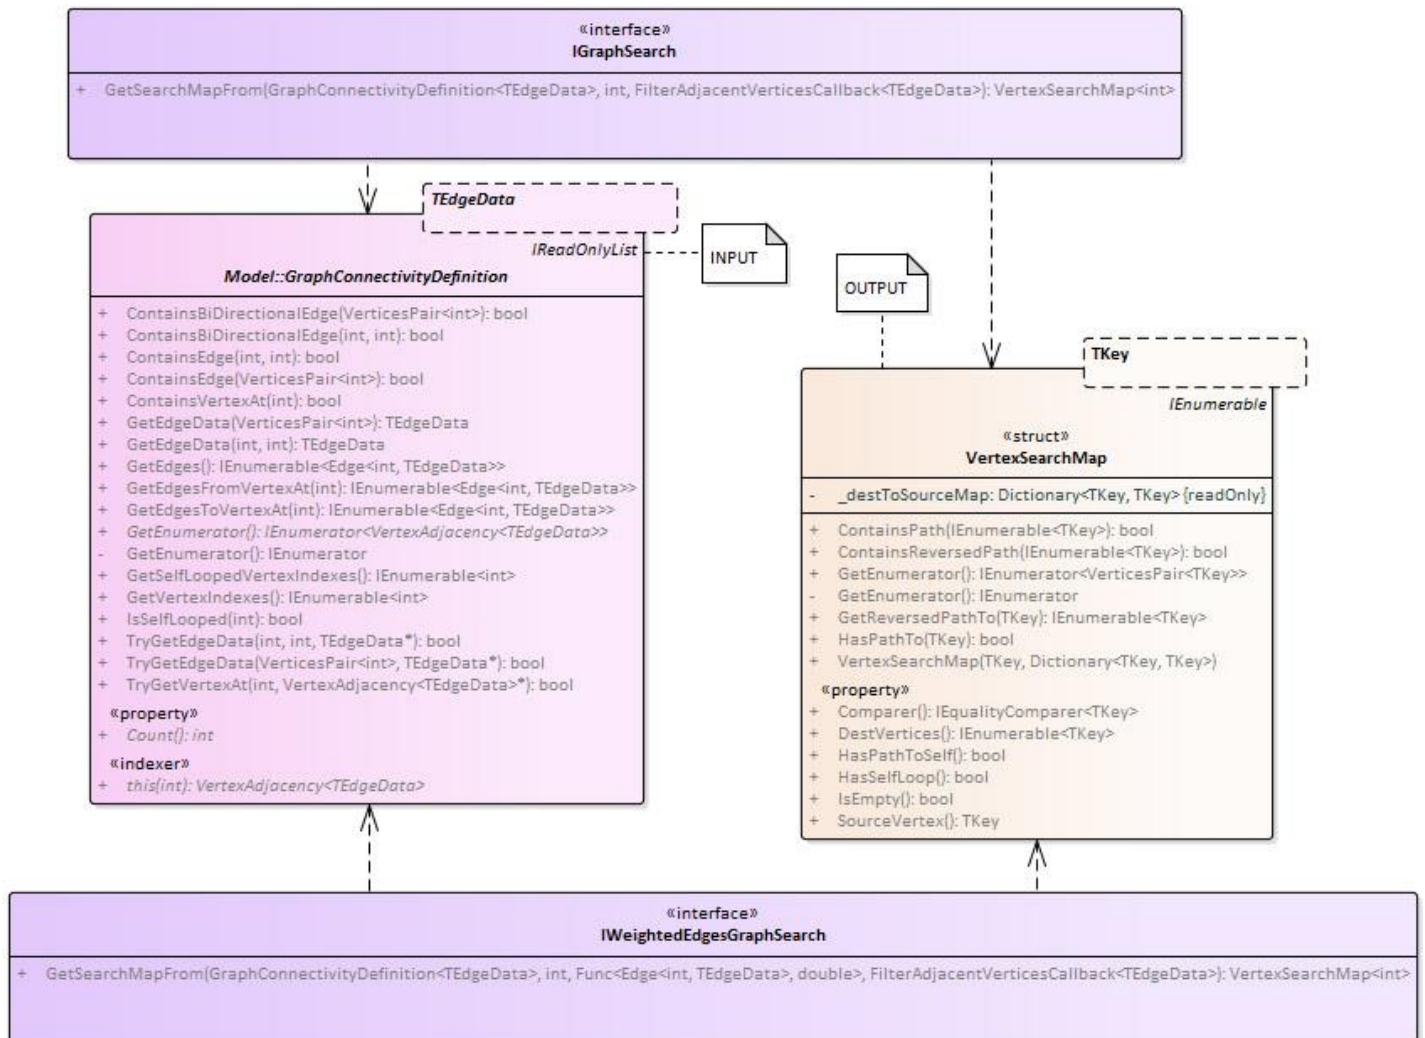 «interface»
IGraphSearch
+ GetSearchMapFrom(GraphConnectivityDefinition<TEdgeData>, int, FilterAdjacentVerticesCallback<TEdgeData>): VertexSearchMap<int>
TEdgeData
IReadOnlyList
Model::GraphConnectivityDefinition
+ ContainsBiDirectionalEdge(VerticesPair<int>): bool
+ ContainsBiDirectionalEdge(int, int): bool
+ ContainsEdge(int, int): bool
+ ContainsEdge(VerticesPair<int>): bool
+ ContainsVertexAt(int): bool
+ GetEdgeData(VerticesPair<int>): TEdgeData
+ GetEdgeData(int, int): TEdgeData
+ GetEdges(): IEnumerable<Edge<int, TEdgeData>>
+ GetEdgesFromVertexAt(int): IEnumerable<Edge<int, TEdgeData>>
+ GetEdgesToVertexAt(int): IEnumerable<Edge<int, TEdgeData>>
+ GetEnumerator(): IEnumerator<VertexAdjacency<TEdgeData>>
- GetEnumerator(): IEnumerator
+ GetSelfLoopedVertexIndexes(): IEnumerable<int>
+ GetVertexIndexes(): IEnumerable<int>
+ IsSelfLooped(int): bool
+ TryGetEdgeData(int, int, TEdgeData*): bool
+ TryGetEdgeData(VerticesPair<int>, TEdgeData*): bool
+ TryGetVertexAt(int, VertexAdjacency<TEdgeData>*): bool
«property»
+ Count(): int
«indexer»
+ this(int): VertexAdjacency<TEdgeData>
INPUT
OUTPUT
TKey
IEnumerable
«struct»
VertexSearchMap
- _destToSourceMap: Dictionary<TKey, TKey> {readOnly}
+ ContainsPath(IEnumerable<TKey>): bool
+ ContainsReversedPath(IEnumerable<TKey>): bool
+ GetEnumerator(): IEnumerator<VerticesPair<TKey>>
- GetEnumerator(): IEnumerator
+ GetReversedPathTo(TKey): IEnumerable<TKey>
+ HasPathTo(TKey): bool
+ VertexSearchMap(TKey, Dictionary<TKey, TKey>)
«property»
+ Comparer(): IEqualityComparer<TKey>
+ DestVertices(): IEnumerable<TKey>
+ HasPathToSelf(): bool
+ HasSelfLoop(): bool
+ IsEmpty(): bool
+ SourceVertex(): TKey
«interface»
IWeightedEdgesGraphSearch
+ GetSearchMapFrom(GraphConnectivityDefinition<TEdgeData>, int, Func<Edge<int, TEdgeData>, double>, FilterAdjacentVerticesCallback<TEdgeData>): VertexSearchMap<int>